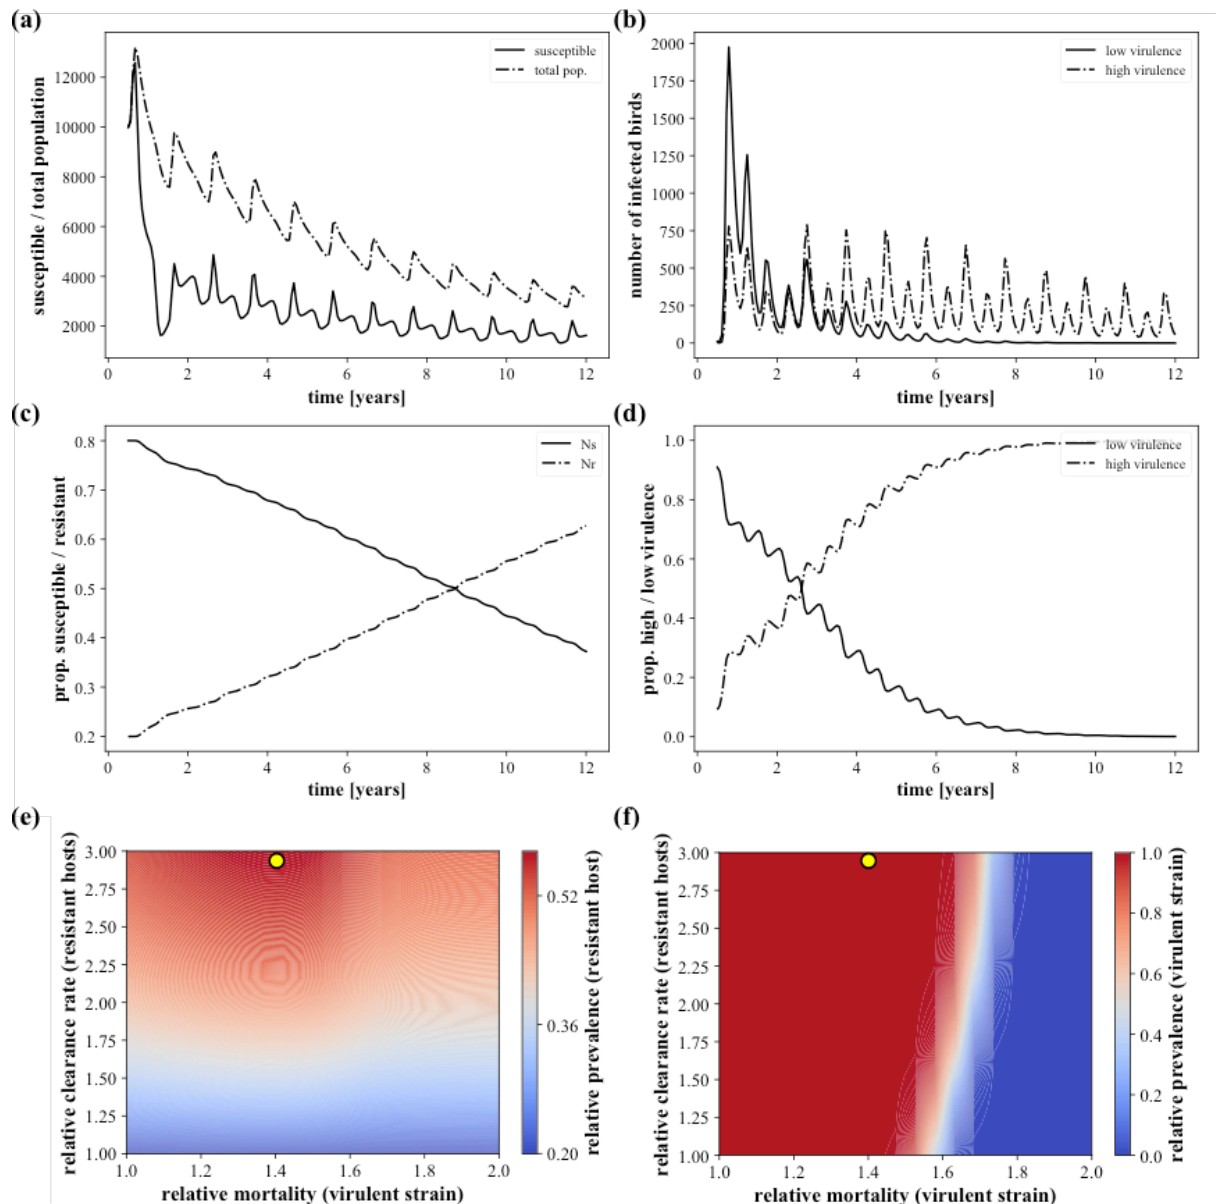 (a)
susceptible
total pop.
12000
10000
8000
6000
4000
2000
susceptible / total population
0 2 4 6 8 10 12
time [years]
(b)
low virulence
high virulence
2000
1750
1500
1250
1000
750
500
250
0
number of infected birds
0 2 4 6 8 10 12
time [years]
(c)
Ns
Nr
0.8
0.7
0.6
0.5
0.4
0.3
0.2
prop. susceptible / resistant
0 2 4 6 8 10 12
time [years]
(d)
low virulence
high virulence
1.0
0.8
0.6
0.4
0.2
0.0
prop. high / low virulence
0 2 4 6 8 10 12
time [years]
(e)
3.00
2.75
2.50
2.25
2.00
1.75
1.50
1.25
1.00
relative clearance rate (resistant hosts)
1.0 1.2 1.4 1.6 1.8 2.0
relative mortality (virulent strain)
0.52
0.36
0.20
relative prevalence (resistant host)
(f)
3.00
2.75
2.50
2.25
2.00
1.75
1.50
1.25
1.00
relative clearance rate (resistant hosts)
1.0 1.2 1.4 1.6 1.8 2.0
relative mortality (virulent strain)
1.0
0.8
0.6
0.4
0.2
0.0
relative prevalence (virulent strain)